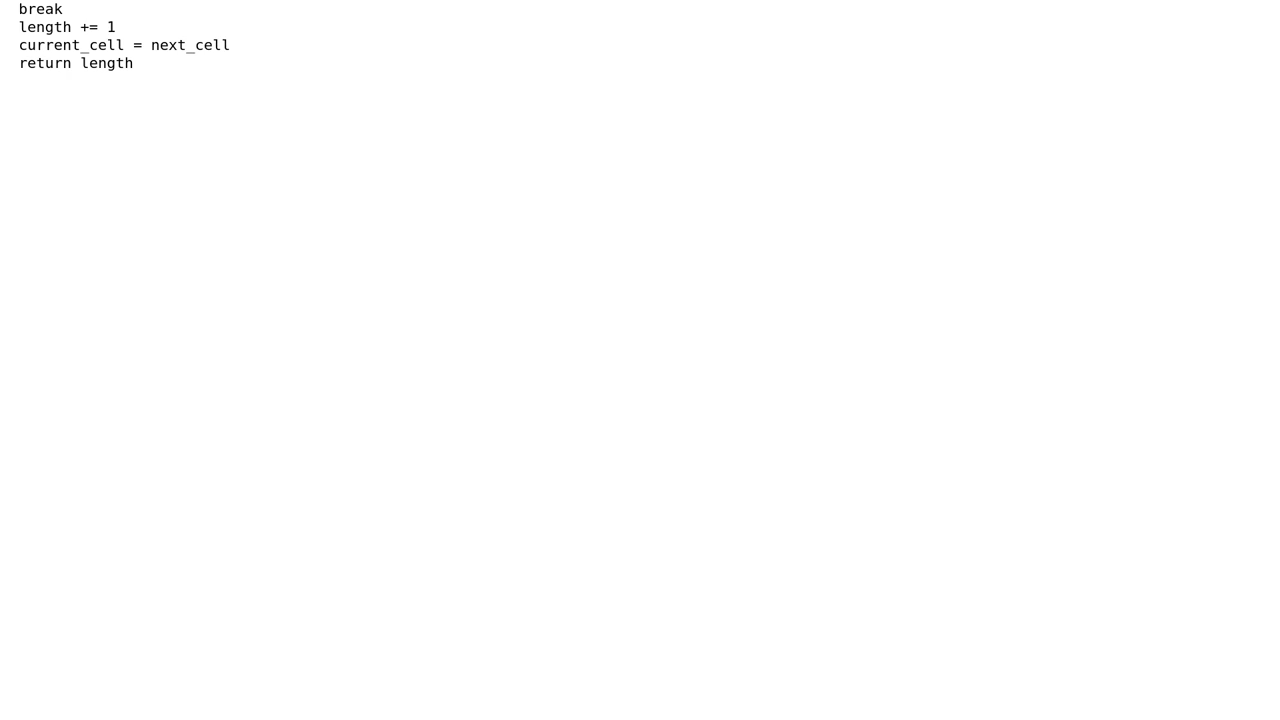 break
length += 1
current_cell = next_cell
return length